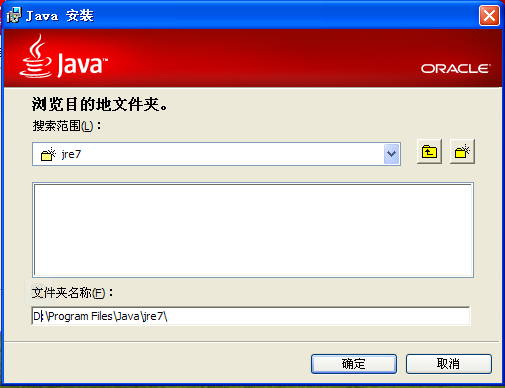 Java 安装
Java™
ORACLE®
浏览目的地文件夹。
搜索范围(L)：
jre7
文件夹名称(F)：
D:\Program Files\Java\jre7\
确定
取消